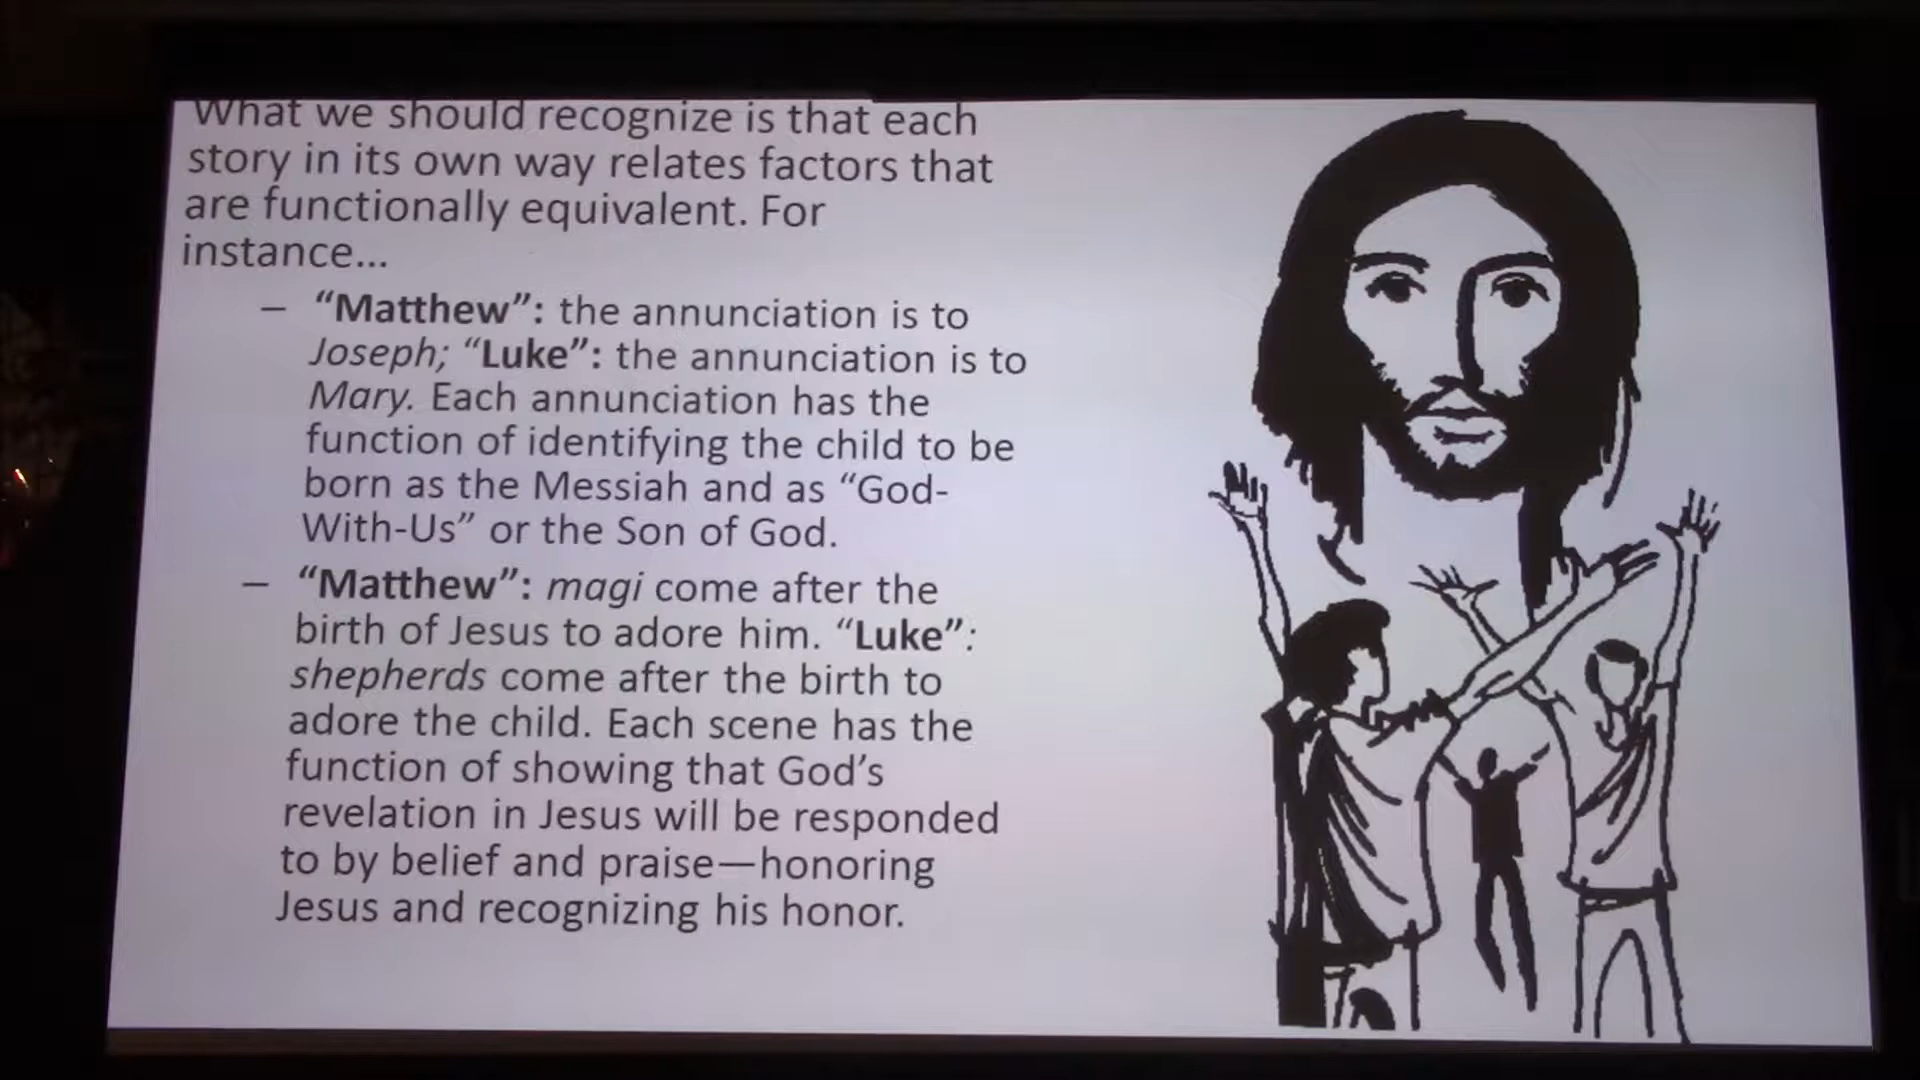 What we should recognize is that each
story in its own way relates factors that
are functionally equivalent. For
instance...
– “Matthew”: the annunciation is to
Joseph; “Luke”: the annunciation is to
Mary. Each annunciation has the
function of identifying the child to be
born as the Messiah and as “God-
With-Us” or the Son of God.
– “Matthew”: magi come after the
birth of Jesus to adore him. “Luke”:
shepherds come after the birth to
adore the child. Each scene has the
function of showing that God’s
revelation in Jesus will be responded
to by belief and praise—honoring
Jesus and recognizing his honor.